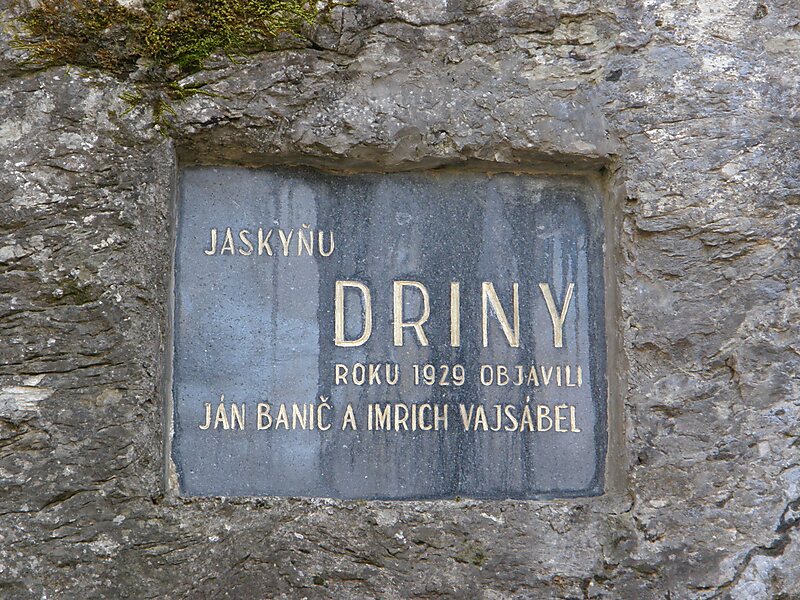 JASKYŇU
DRINY
ROKU 1929 OBJAVILI
JÁN BANIČ A IMRICH VAJSÁBEL